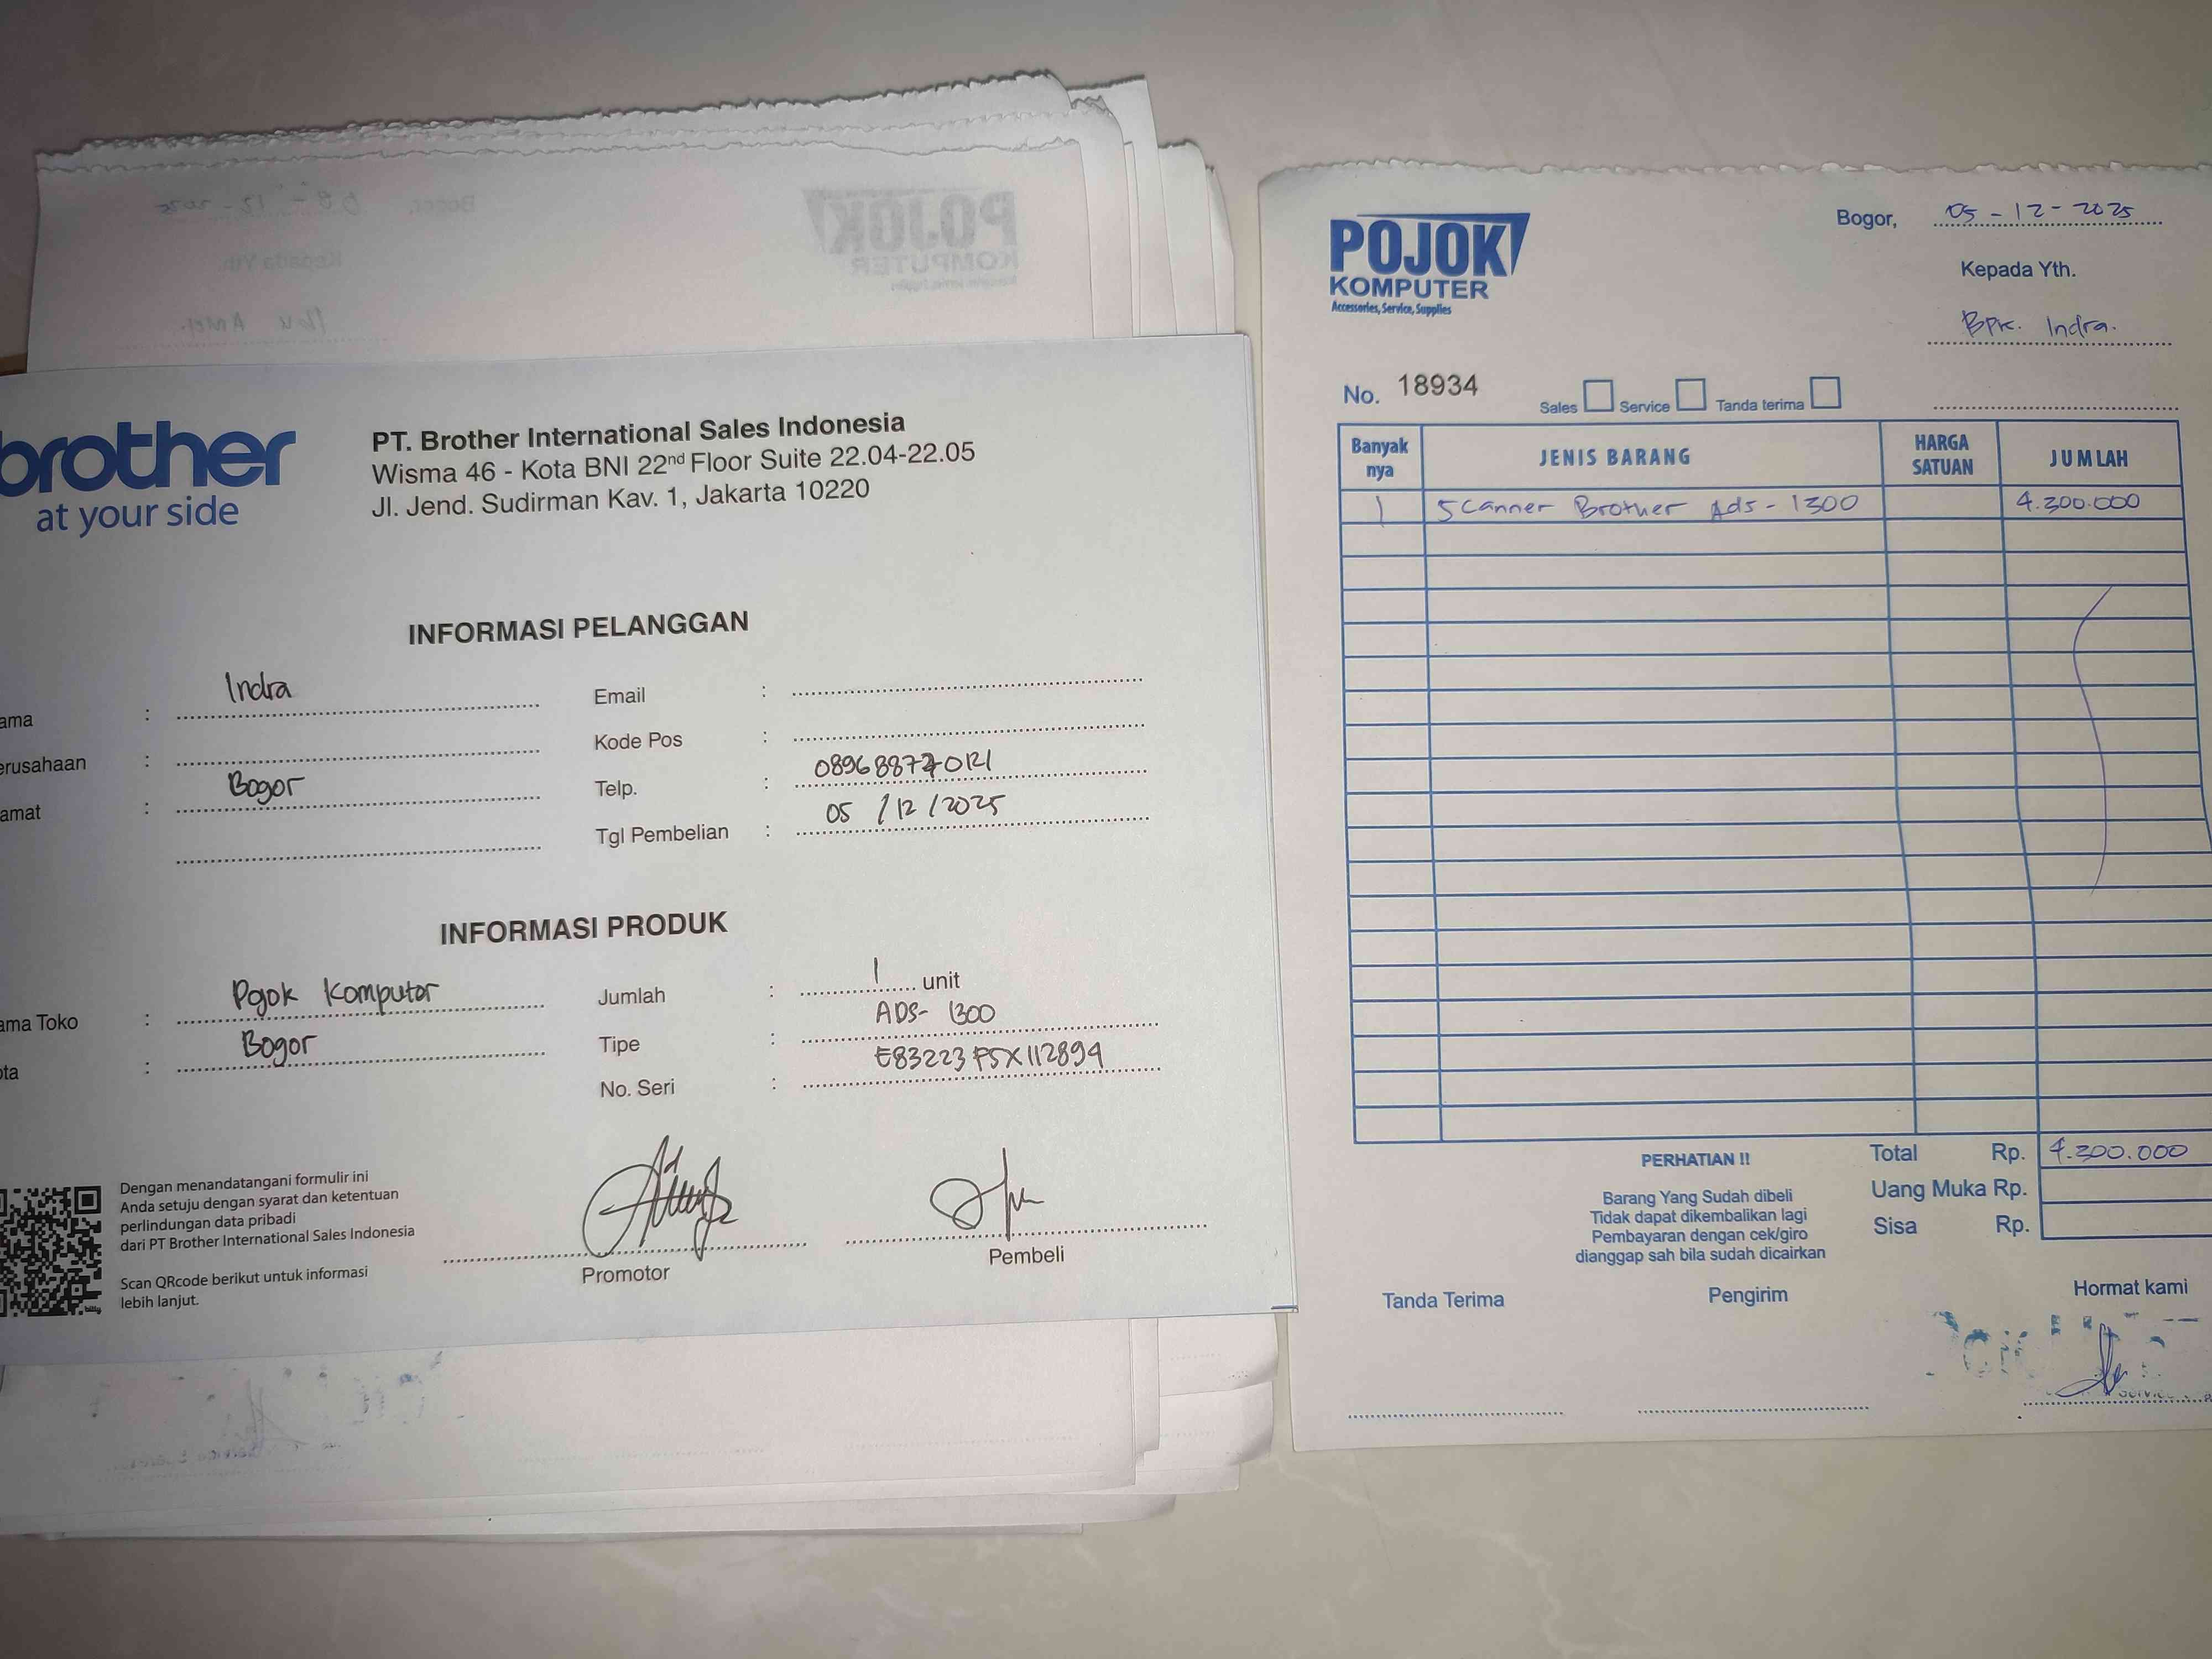 brother
at your side
PT. Brother International Sales Indonesia
Wisma 46 - Kota BNI 22nd Floor Suite 22.04-22.05
Jl. Jend. Sudirman Kav. 1, Jakarta 10220
INFORMASI PELANGGAN
ama : Indra
erusahaan :
amat : Bogor
Email :
Kode Pos :
Telp. :
Tgl Pembelian : 05 / 12 / 2025
INFORMASI PRODUK
ama Toko : Pojok Komputer
ota : Bogor
Jumlah : 1 unit
Tipe : ADS- 1300
No. Seri : E83223F5X112894
Dengan menandatangani formulir ini
Anda setuju dengan syarat dan ketentuan
perlindungan data pribadi
dari PT Brother International Sales Indonesia
Scan QRcode berikut untuk informasi
lebih lanjut.
Promotor
Pembeli
POJOK
KOMPUTER
Accessories, Service, Supplies
Bogor, 05 - 12 - 2025
Kepada Yth.
Bpk. Indra.
No. 18934
Sales Service Tanda terima
Banyak nya JENIS BARANG HARGA SATUAN JUMLAH
1 Scanner Brother Ads - 1300 4.300.000
PERHATIAN !!
Barang Yang Sudah dibeli
Tidak dapat dikembalikan lagi
Pembayaran dengan cek/giro
dianggap sah bila sudah dicairkan
Total Rp. 4.300.000
Uang Muka Rp.
Sisa Rp.
Tanda Terima
Pengirim
Hormat kami